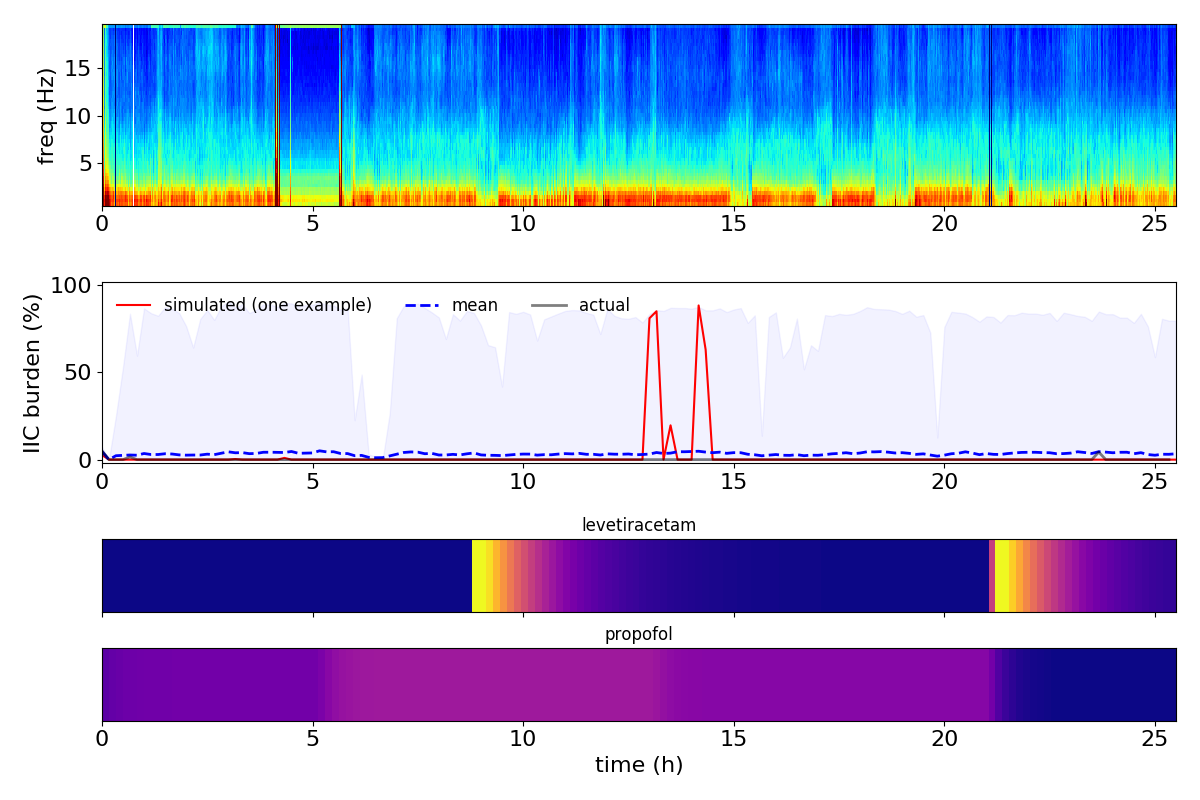 freq (Hz)
15
10
5
0 5 10 15 20 25
IIC burden (%)
100
50
0
simulated (one example) mean actual
0 5 10 15 20 25
levetiracetam
propofol
0 5 10 15 20 25
time (h)